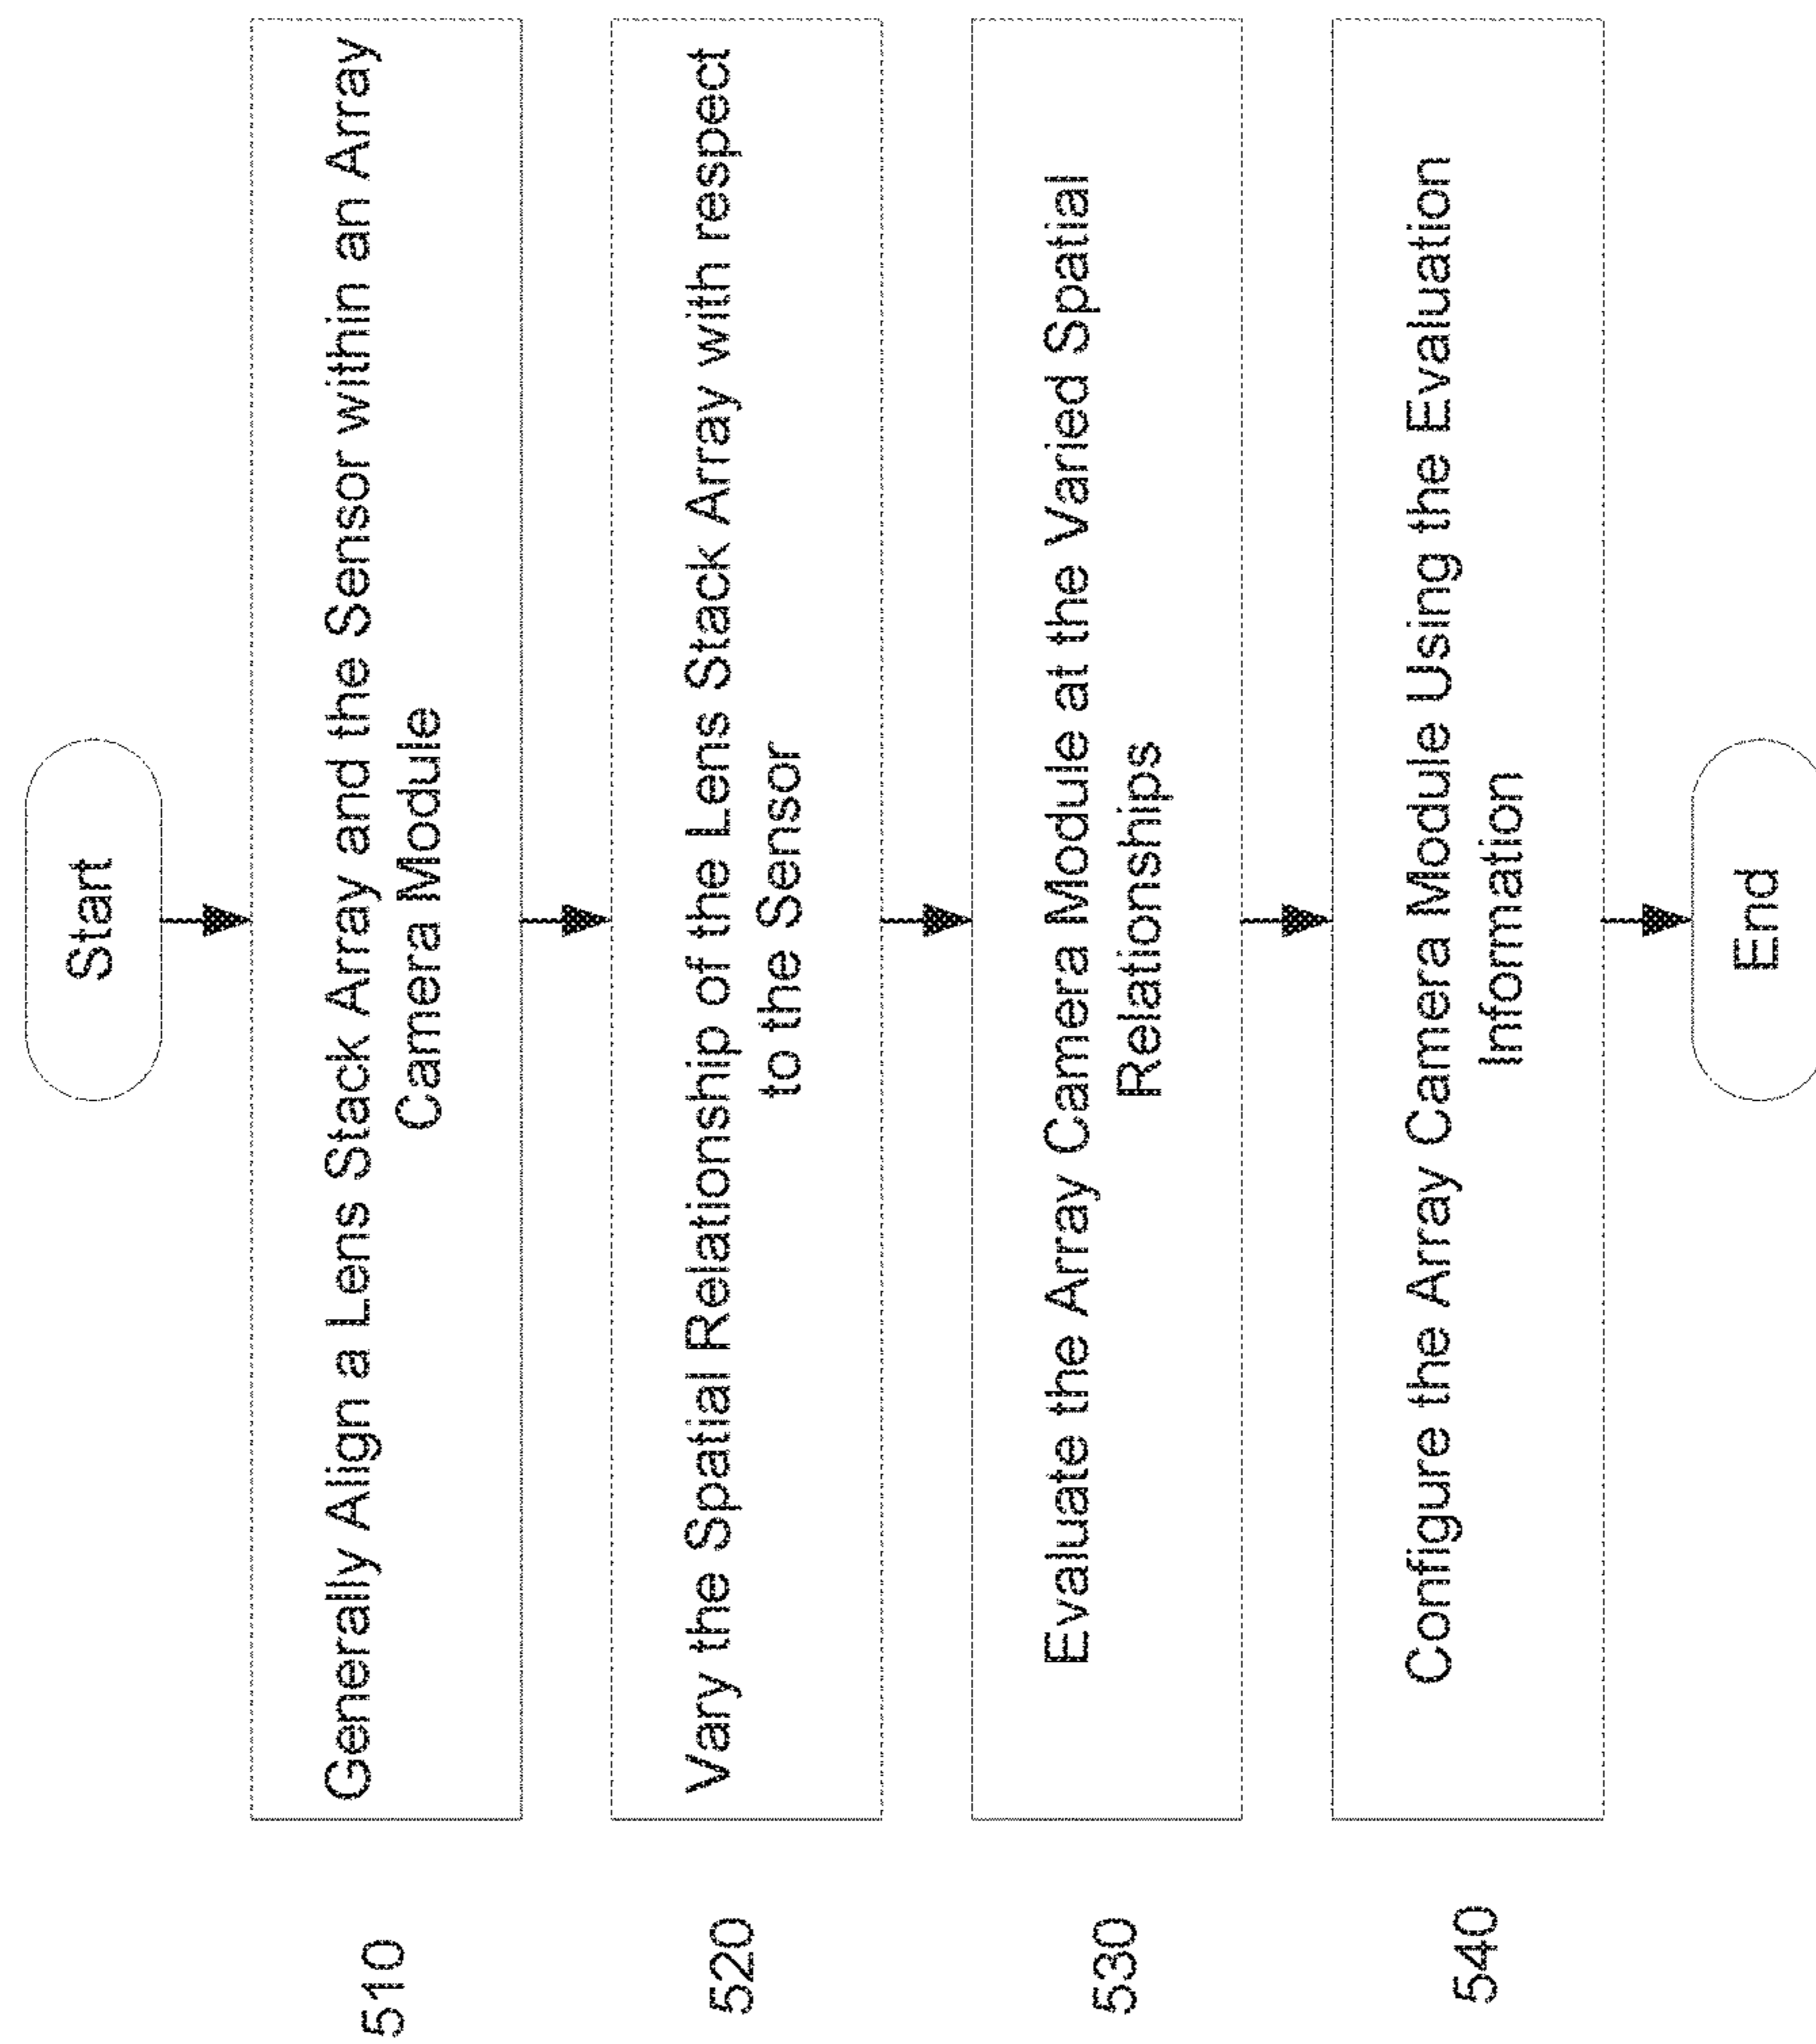 Start
510
Generally Align a Lens Stack Array and the Sensor within an Array
Camera Module
520
Vary the Spatial Relationship of the Lens Stack Array with respect
to the Sensor
530
Evaluate the Array Camera Module at the Varied Spatial
Relationships
540
Configure the Array Camera Module Using the Evaluation
Information
End